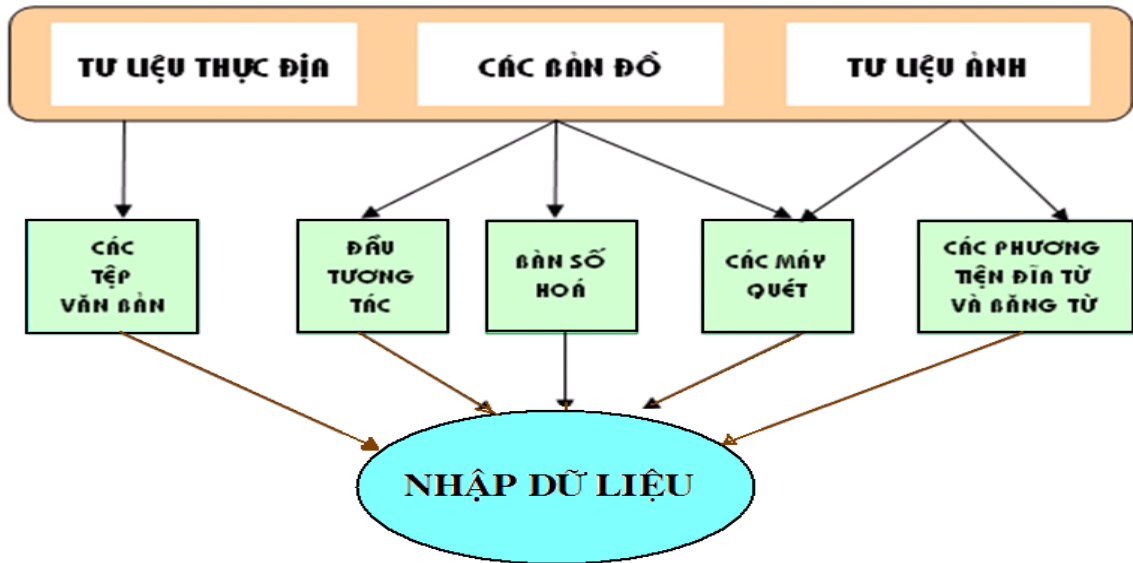 TƯ LIỆU THỰC ĐỊA
CÁC BẢN ĐỒ
TƯ LIỆU ẢNH
CÁC
TỆP
VĂN BẢN
ĐẦU
TƯƠNG
TÁC
BÀN SỐ
HOÁ
CÁC MÁY
QUÉT
CÁC PHƯƠNG
TIỆN ĐĨA TỪ
VÀ BĂNG TỪ
NHẬP DỮ LIỆU